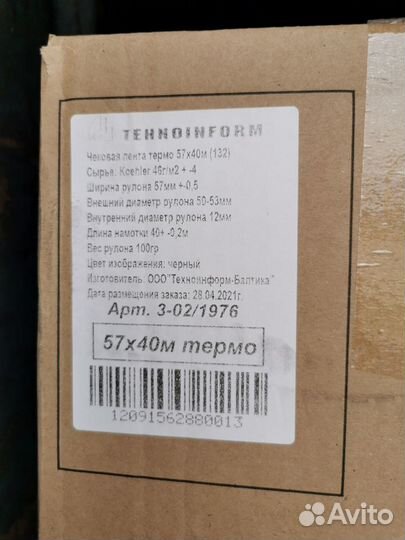 TEHNOINFORM
Чековая лента термо 57х40м (132)
Сырье: Koehler 48г/м2 + -4
Ширина рулона 57мм +-0,5
Внешний диаметр рулона 50-53мм
Внутренний диаметр рулона 12мм
Длина намотки 40+ -0,2м
Вес рулона 100гр
Цвет изображения: черный
Изготовитель: ООО"Техноинформ-Балтика"
Дата размещения заказа: 28.04.2021г.
Арт. 3-02/1976
57х40м термо
12091562880013
Avito